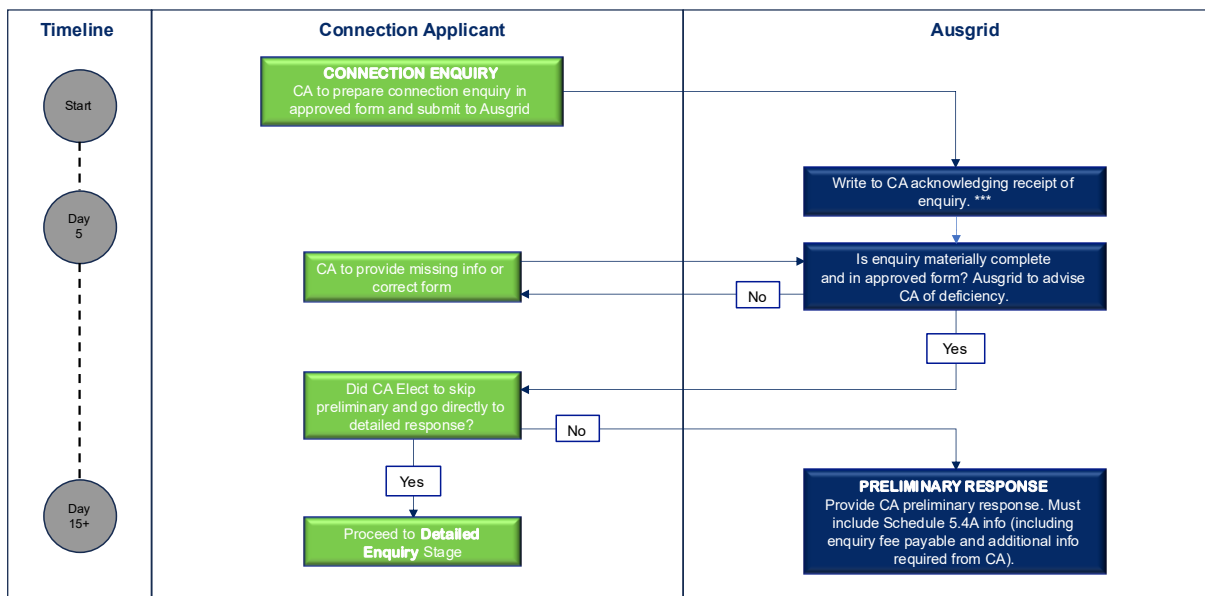 Timeline
Connection Applicant
Ausgrid
Start
CONNECTION ENQUIRY
CA to prepare connection enquiry in
approved form and submit to Ausgrid
Write to CA acknowledging receipt of
enquiry. ***
Day
5
CA to provide missing info or
correct form
Is enquiry materially complete
and in approved form? Ausgrid to advise
CA of deficiency.
No
Yes
Did CA Elect to skip
preliminary and go directly to
detailed response?
No
Yes
Day
15+
Proceed to Detailed
Enquiry Stage
PRELIMINARY RESPONSE
Provide CA preliminary response. Must
include Schedule 5.4A info (including
enquiry fee payable and additional info
required from CA).